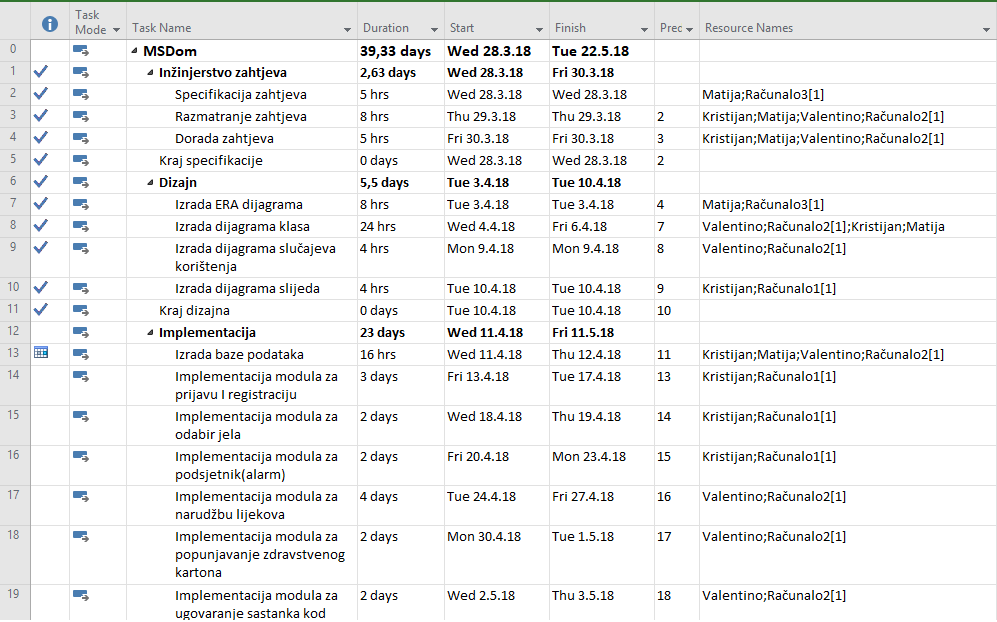 Task Mode Task Name Duration Start Finish Prec Resource Names
0 MSDom 39,33 days Wed 28.3.18 Tue 22.5.18
1 Inžinjerstvo zahtjeva 2,63 days Wed 28.3.18 Fri 30.3.18
2 Specifikacija zahtjeva 5 hrs Wed 28.3.18 Wed 28.3.18 Matija;Računalo3[1]
3 Razmatranje zahtjeva 8 hrs Thu 29.3.18 Thu 29.3.18 2 Kristijan;Matija;Valentino;Računalo2[1]
4 Dorada zahtjeva 5 hrs Fri 30.3.18 Fri 30.3.18 3 Kristijan;Matija;Valentino;Računalo2[1]
5 Kraj specifikacije 0 days Wed 28.3.18 Wed 28.3.18 2
6 Dizajn 5,5 days Tue 3.4.18 Tue 10.4.18
7 Izrada ERA dijagrama 8 hrs Tue 3.4.18 Tue 3.4.18 4 Matija;Računalo3[1]
8 Izrada dijagrama klasa 24 hrs Wed 4.4.18 Fri 6.4.18 7 Valentino;Računalo2[1];Kristijan;Matija
9 Izrada dijagrama slučajeva 4 hrs Mon 9.4.18 Mon 9.4.18 8 Valentino;Računalo2[1]
korištenja
10 Izrada dijagrama slijeda 4 hrs Tue 10.4.18 Tue 10.4.18 9 Kristijan;Računalo1[1]
11 Kraj dizajna 0 days Tue 10.4.18 Tue 10.4.18 10
12 Implementacija 23 days Wed 11.4.18 Fri 11.5.18
13 Izrada baze podataka 16 hrs Wed 11.4.18 Thu 12.4.18 11 Kristijan;Matija;Valentino;Računalo2[1]
14 Implementacija modula za 3 days Fri 13.4.18 Tue 17.4.18 13 Kristijan;Računalo1[1]
prijavu I registraciju
15 Implementacija modula za 2 days Wed 18.4.18 Thu 19.4.18 14 Kristijan;Računalo1[1]
odabir jela
16 Implementacija modula za 2 days Fri 20.4.18 Mon 23.4.18 15 Kristijan;Računalo1[1]
podsjetnik(alarm)
17 Implementacija modula za 4 days Tue 24.4.18 Fri 27.4.18 16 Valentino;Računalo2[1]
narudžbu lijekova
18 Implementacija modula za 2 days Mon 30.4.18 Tue 1.5.18 17 Valentino;Računalo2[1]
popunjavanje zdravstvenog
kartona
19 Implementacija modula za 2 days Wed 2.5.18 Thu 3.5.18 18 Valentino;Računalo2[1]
ugovaranje sastanka kod